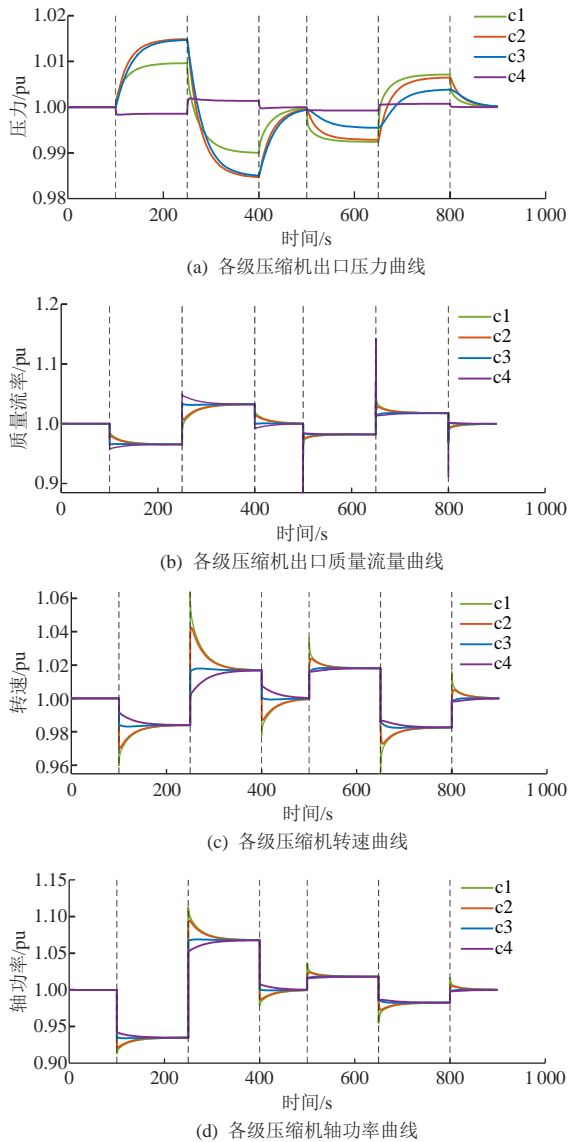 1.02
1.01
1.00
0.99
0.98
压力/pu
c1
c2
c3
c4
0 200 400 600 800 1 000
时间/s
(a) 各级压缩机出口压力曲线
1.2
1.1
1.0
0.9
质量流率/pu
c1
c2
c3
c4
0 200 400 600 800 1 000
时间/s
(b) 各级压缩机出口质量流量曲线
1.06
1.04
1.02
1.00
0.98
0.96
转速/pu
c1
c2
c3
c4
0 200 400 600 800 1 000
时间/s
(c) 各级压缩机转速曲线
1.15
1.10
1.05
1.00
0.95
0.90
轴功率/pu
c1
c2
c3
c4
0 200 400 600 800 1 000
时间/s
(d) 各级压缩机轴功率曲线